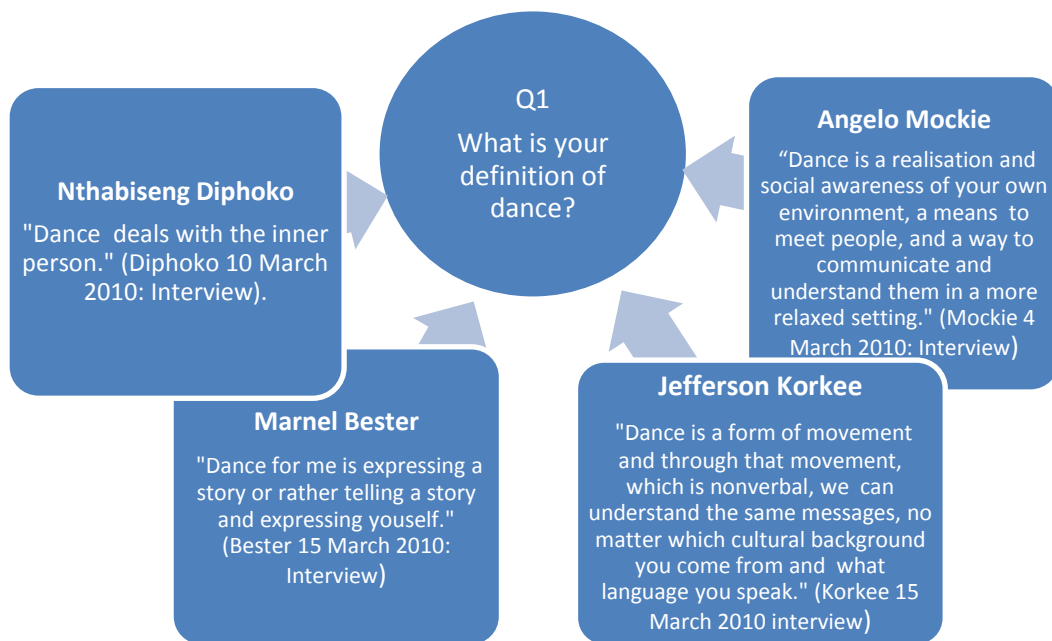 Q1
What is your
definition of
dance?
Nthabiseng Diphoko
"Dance deals with the inner
person." (Diphoko 10 March
2010: Interview).
Marnel Bester
"Dance for me is expressing a
story or rather telling a story
and expressing youself."
(Bester 15 March 2010:
Interview)
Jefferson Korkee
"Dance is a form of movement
and through that movement,
which is nonverbal, we can
understand the same messages, no
matter which cultural background
you come from and what
language you speak." (Korkee 15
March 2010 interview)
Angelo Mockie
“Dance is a realisation and
social awareness of your own
environment, a means to
meet people, and a way to
communicate and
understand them in a more
relaxed setting." (Mockie 4
March 2010: Interview)